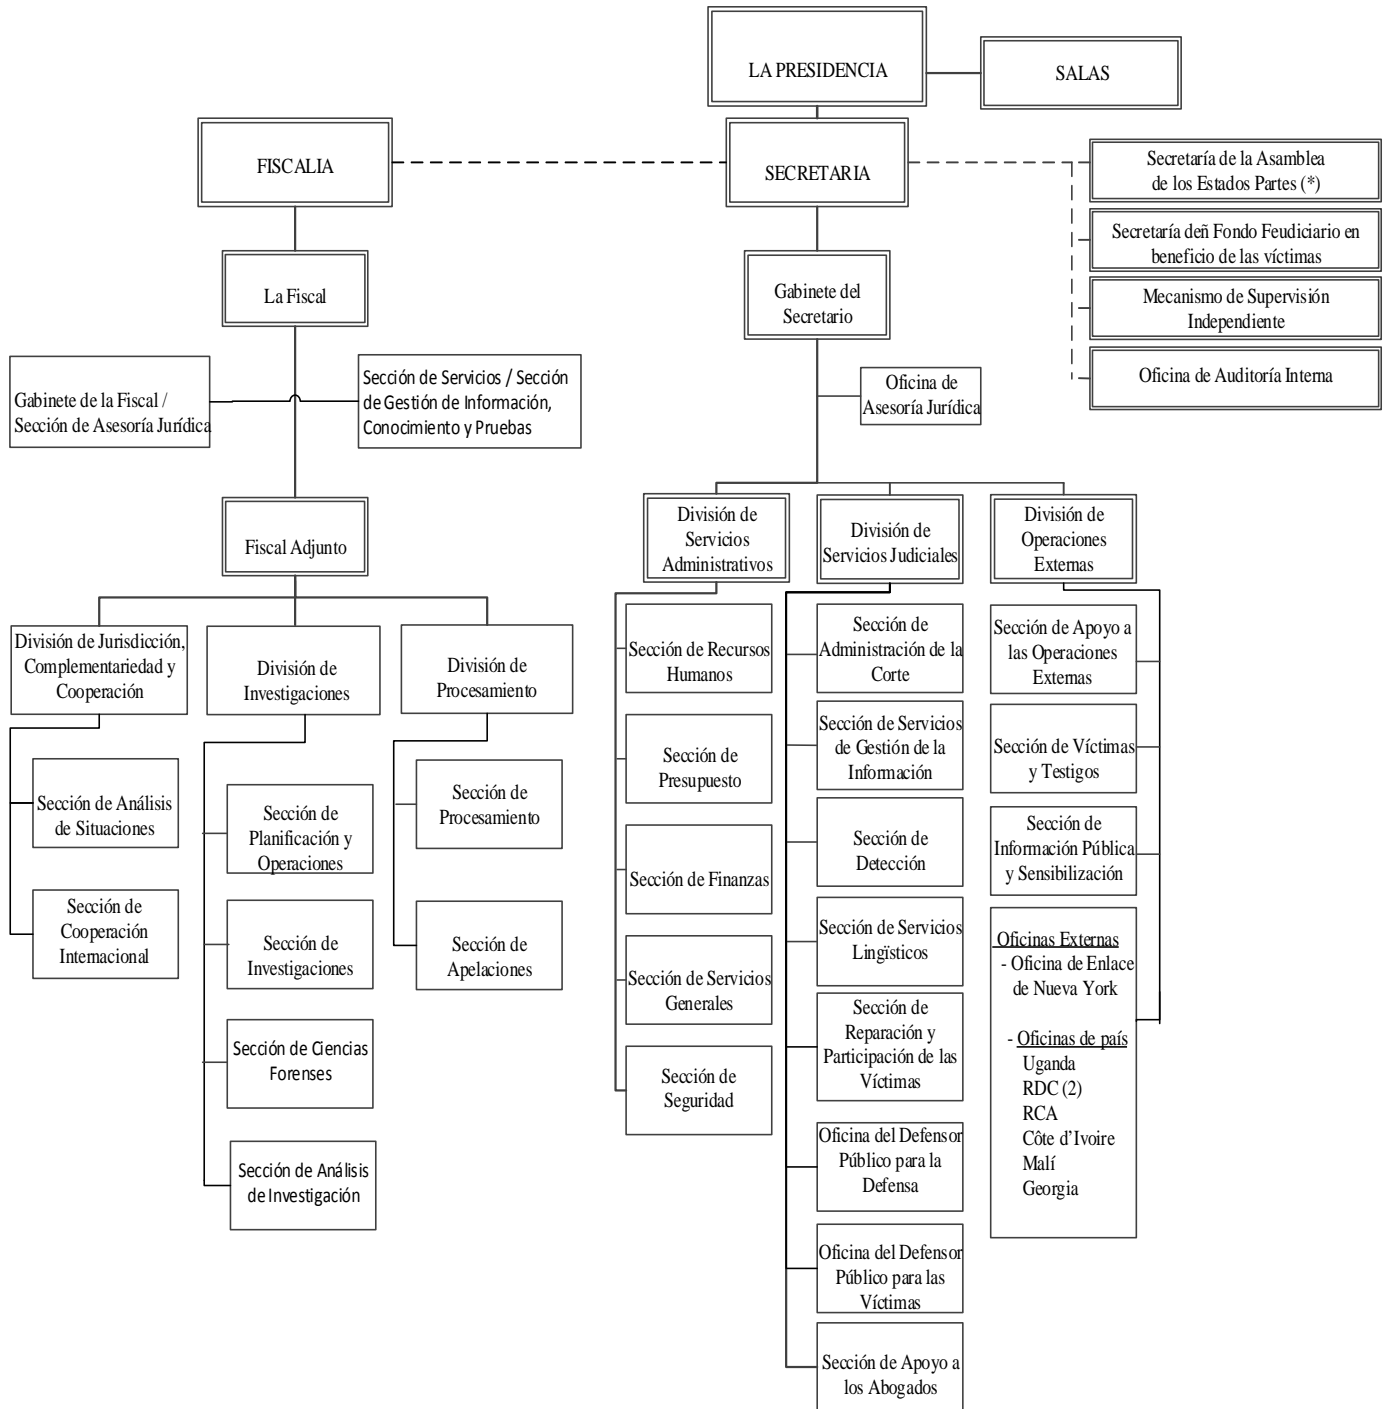 LA PRESIDENCIA
SALAS
FISCALIA
SECRETARIA
Secretaría de la Asamblea
de los Estados Partes (*)
Secretaría deñ Fondo Feudiciario en
beneficio de las víctimas
Mecanismo de Supervisión
Independiente
Oficina de Auditoría Interna
La Fiscal
Gabinete del
Secretario
Gabinete de la Fiscal /
Sección de Asesoría Jurídica
Sección de Servicios / Sección
de Gestión de Información,
Conocimiento y Pruebas
Oficina de
Asesoría Jurídica
Fiscal Adjunto
División de
Servicios
Administrativos
División de
Servicios Judiciales
División de
Operaciones
Externas
División de Jurisdicción,
Complementariedad y
Cooperación
División de
Investigaciones
División de
Procesamiento
Sección de Análisis
de Situaciones
Sección de
Cooperación
Internacional
Sección de
Planificación y
Operaciones
Sección de
Investigaciones
Sección de Ciencias
Forenses
Sección de Análisis
de Investigación
Sección de
Procesamiento
Sección de
Apelaciones
Sección de Recursos
Humanos
Sección de
Presupuesto
Sección de Finanzas
Sección de Servicios
Generales
Sección de
Seguridad
Sección de
Administración de la
Corte
Sección de Servicios
de Gestión de la
Información
Sección de
Detección
Sección de Servicios
Lingïsticos
Sección de
Reparación y
Participación de las
Víctimas
Oficina del Defensor
Público para la
Defensa
Oficina del Defensor
Público para las
Víctimas
Sección de Apoyo a
los Abogados
Sección de Apoyo a
las Operaciones
Externas
Sección de Víctimas
y Testigos
Sección de
Información Pública
y Sensibilización
Oficinas Externas
- Oficina de Enlace
de Nueva York
- Oficinas de país
Uganda
RDC (2)
RCA
Côte d’Ivoire
Malí
Georgia